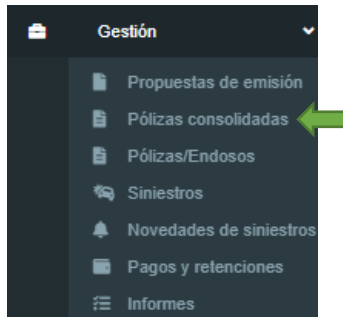 Gestión
Propuestas de emisión
Pólizas consolidadas
Pólizas/Endosos
Siniestros
Novedades de siniestros
Pagos y retenciones
Informes